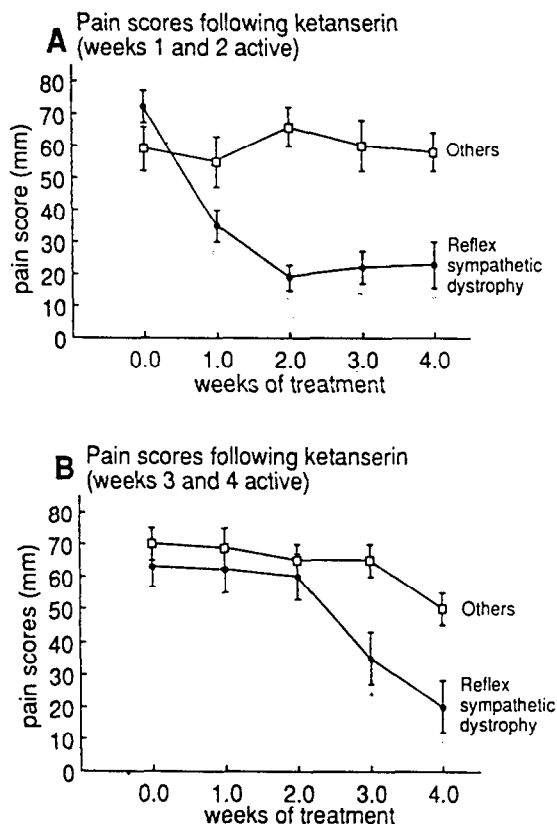 A Pain scores following ketanserin
(weeks 1 and 2 active)
pain score (mm)
80
70
60
50
40
30
20
10
0
Others
Reflex
sympathetic
dystrophy
0.0 1.0 2.0 3.0 4.0
weeks of treatment
B Pain scores following ketanserin
(weeks 3 and 4 active)
pain scores (mm)
80
70
60
50
40
30
20
10
0
Others
Reflex
sympathetic
dystrophy
0.0 1.0 2.0 3.0 4.0
weeks of treatment